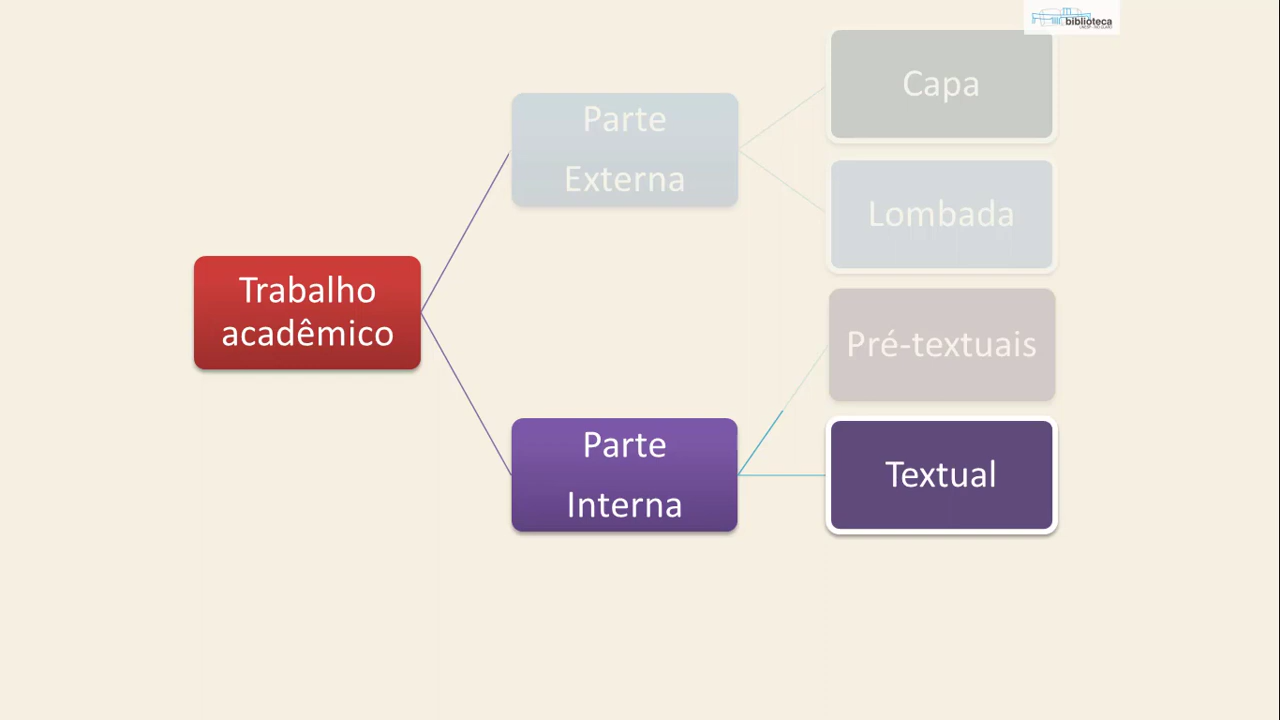 biblioteca
Capa
Parte
Externa
Lombada
Trabalho
acadêmico
Pré-textuais
Parte
Interna
Textual